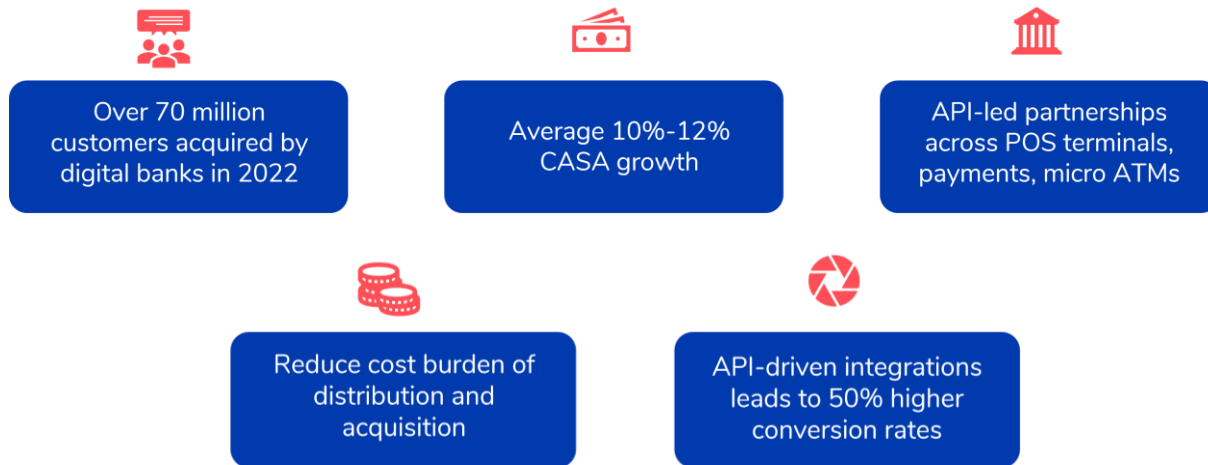 Over 70 million
customers acquired by
digital banks in 2022
Average 10%-12%
CASA growth
API-led partnerships
across POS terminals,
payments, micro ATMs
Reduce cost burden of
distribution and
acquisition
API-driven integrations
leads to 50% higher
conversion rates